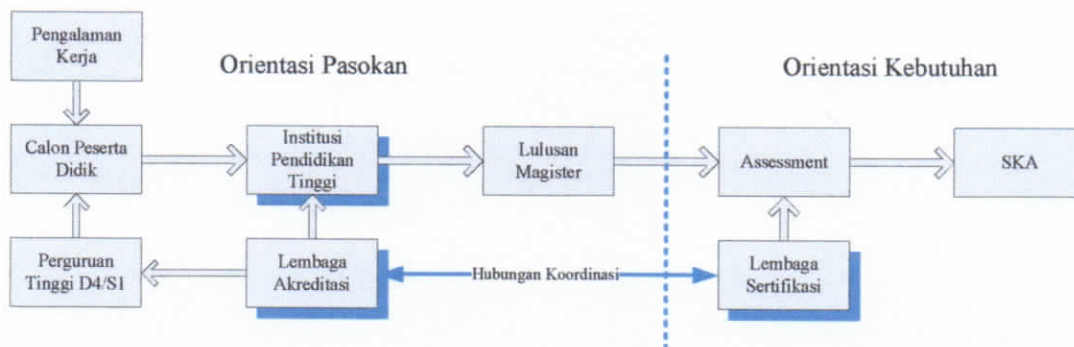 Pengalaman
Kerja
Orientasi Pasokan
Orientasi Kebutuhan
Calon Peserta
Didik
Institusi
Pendidikan
Tinggi
Lulusan
Magister
Assessment
SKA
Perguruan
Tinggi D4/S1
Lembaga
Akreditasi
Hubungan Koordinasi
Lembaga
Sertifikasi